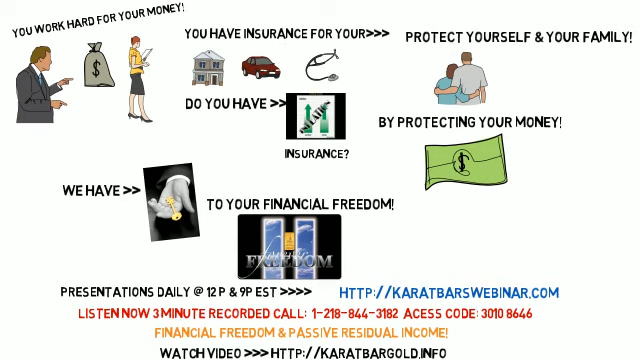 YOU WORK HARD FOR YOUR MONEY!
YOU HAVE INSURANCE FOR YOUR>>>
PROTECT YOURSELF & YOUR FAMILY!
$
DO YOU HAVE >>
INSURANCE?
BY PROTECTING YOUR MONEY!
$
WE HAVE >>
TO YOUR FINANCIAL FREEDOM!
FREEDOM
PRESENTATIONS DAILY @ 12 P & 9P EST >>>>
HTTP://KARATBARSWEBINAR.COM
LISTEN NOW 3 MINUTE RECORDED CALL: 1-218-844-3182 ACESS CODE: 3010 8646
FINANCIAL FREEDOM & PASSIVE RESIDUAL INCOME!
WATCH VIDEO >>> HTTP://KARATBARGOLD.INFO